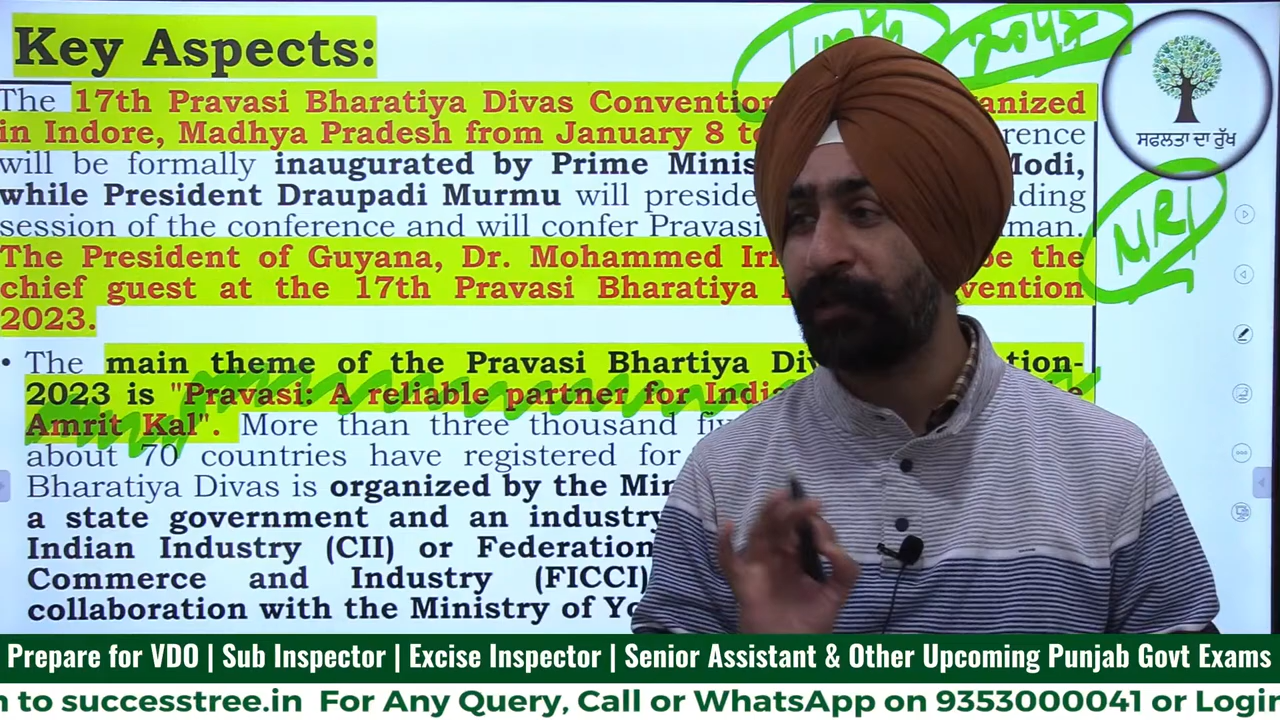 Key Aspects:
The 17th Pravasi Bharatiya Divas Convention anized
in Indore, Madhya Pradesh from January 8 to rence
will be formally inaugurated by Prime Minis Modi,
while President Draupadi Murmu will preside ding
session of the conference and will confer Pravasi man.
The President of Guyana, Dr. Mohammed Ir be the
chief guest at the 17th Pravasi Bharatiya vention
2023.
• The main theme of the Pravasi Bhartiya Div tion-
2023 is "Pravasi: A reliable partner for India e
Amrit Kal". More than three thousand fi
about 70 countries have registered for
Bharatiya Divas is organized by the Min
a state government and an industry
Indian Industry (CII) or Federation
Commerce and Industry (FICCI)
collaboration with the Ministry of Yo
ਸਫਲਤਾ ਦਾ ਰੁੱਖ
NRI
Prepare for VDO | Sub Inspector | Excise Inspector | Senior Assistant & Other Upcoming Punjab Govt Exams
n to successtree.in For Any Query, Call or WhatsApp on 9353000041 or Login